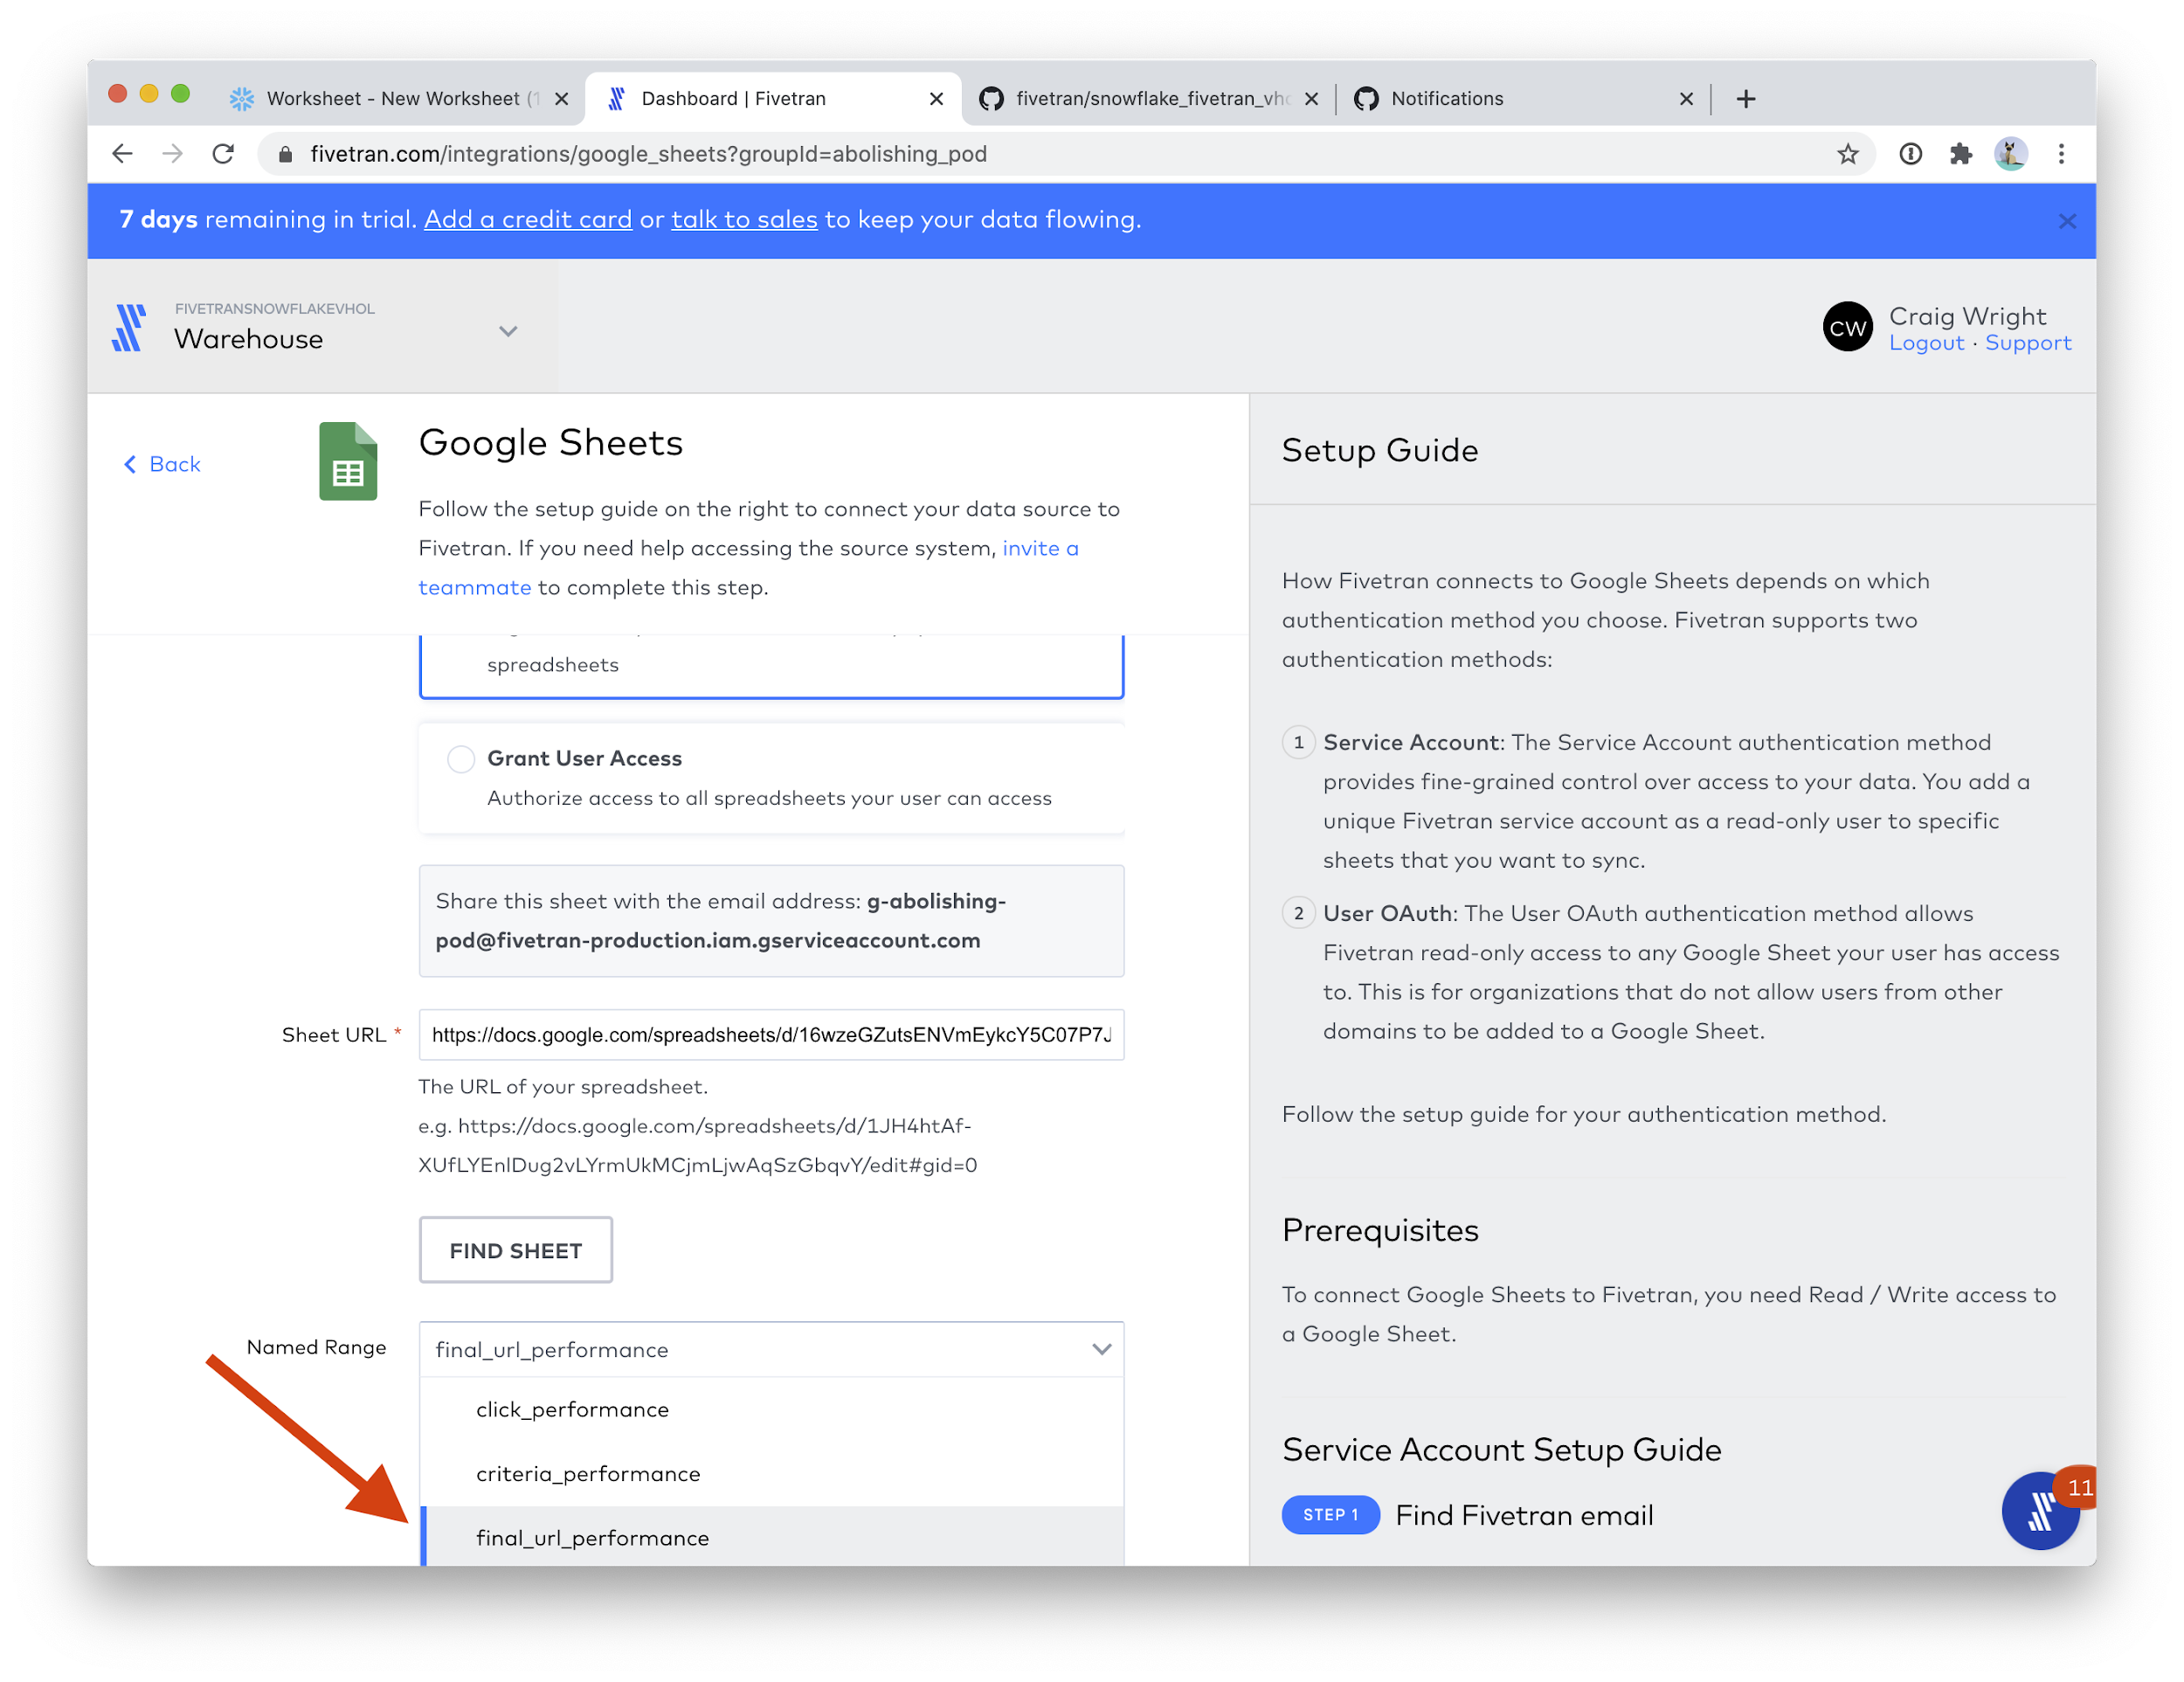 Worksheet - New Worksheet (1
Dashboard | Fivetran
fivetran/snowflake_fivetran_vho
Notifications
fivetran.com/integrations/google_sheets?groupId=abolishing_pod
7 days remaining in trial. Add a credit card or talk to sales to keep your data flowing.
FIVETRANSNOWFLAKEVHOL
Warehouse
CW
Craig Wright
Logout · Support
Back
Google Sheets
Follow the setup guide on the right to connect your data source to
Fivetran. If you need help accessing the source system, invite a
teammate to complete this step.
spreadsheets
Grant User Access
Authorize access to all spreadsheets your user can access
Share this sheet with the email address: g-abolishing-
pod@fivetran-production.iam.gserviceaccount.com
Sheet URL *
https://docs.google.com/spreadsheets/d/16wzeGZutsENVmEykcY5C07P7J
The URL of your spreadsheet.
e.g. https://docs.google.com/spreadsheets/d/1JH4htAf-
XUfLYEnlDug2vLYrmUkMCjmLjwAqSzGbqvY/edit#gid=0
FIND SHEET
Named Range
final_url_performance
click_performance
criteria_performance
final_url_performance
Setup Guide
How Fivetran connects to Google Sheets depends on which
authentication method you choose. Fivetran supports two
authentication methods:
1 Service Account: The Service Account authentication method
provides fine-grained control over access to your data. You add a
unique Fivetran service account as a read-only user to specific
sheets that you want to sync.
2 User OAuth: The User OAuth authentication method allows
Fivetran read-only access to any Google Sheet your user has access
to. This is for organizations that do not allow users from other
domains to be added to a Google Sheet.
Follow the setup guide for your authentication method.
Prerequisites
To connect Google Sheets to Fivetran, you need Read / Write access to
a Google Sheet.
Service Account Setup Guide
STEP 1 Find Fivetran email
11